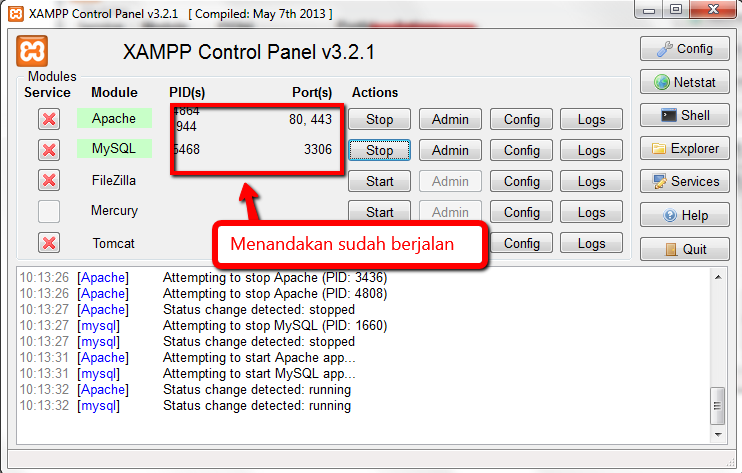 XAMPP Control Panel v3.2.1 [ Compiled: May 7th 2013 ]
XAMPP Control Panel v3.2.1
Config
Modules
Service Module PID(s) Port(s) Actions
Netstat
Apache 4864 944 80, 443 Stop Admin Config Logs
Shell
MySQL 5468 3306 Stop Admin Config Logs
Explorer
FileZilla Start Admin Config Logs
Services
Mercury Start Admin Config Logs
Help
Menandakan sudah berjalan
Tomcat Config Logs
Quit
10:13:26 [Apache] Attempting to stop Apache (PID: 3436)
10:13:26 [Apache] Attempting to stop Apache (PID: 4808)
10:13:27 [Apache] Status change detected: stopped
10:13:27 [mysql] Attempting to stop MySQL (PID: 1660)
10:13:27 [mysql] Status change detected: stopped
10:13:31 [Apache] Attempting to start Apache app...
10:13:31 [mysql] Attempting to start MySQL app...
10:13:32 [Apache] Status change detected: running
10:13:32 [mysql] Status change detected: running